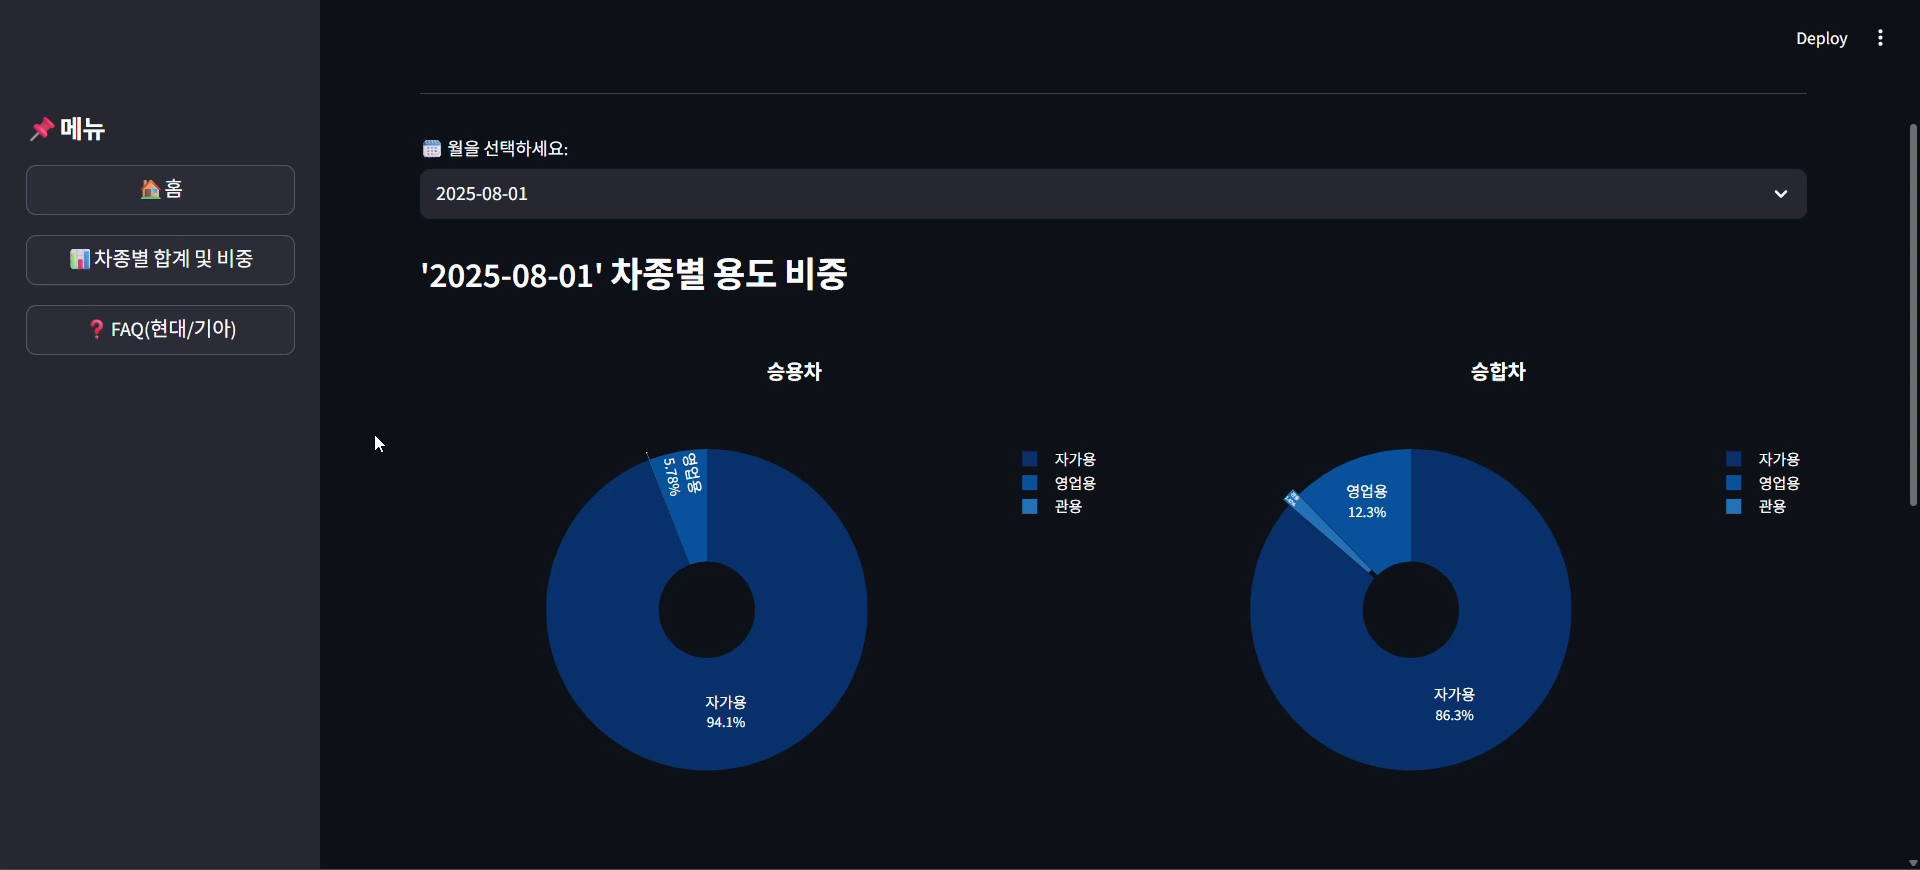 Deploy
메뉴
홈
차종별 합계 및 비중
FAQ(현대/기아)
월을 선택하세요:
2025-08-01
'2025-08-01' 차종별 용도 비중
승용차
영업용
5.78%
자가용
94.1%
자가용
영업용
관용
승합차
영업용
12.3%
자가용
86.3%
자가용
영업용
관용